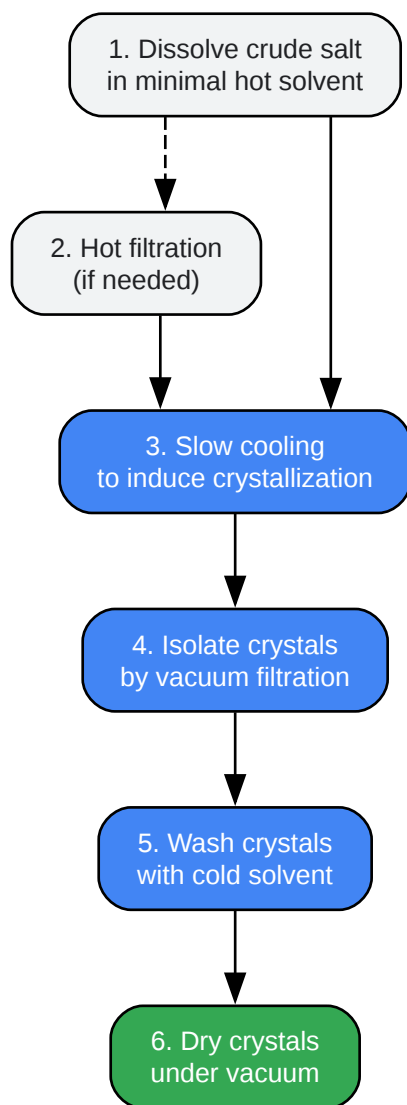 1. Dissolve crude salt
in minimal hot solvent
2. Hot filtration
(if needed)
3. Slow cooling
to induce crystallization
4. Isolate crystals
by vacuum filtration
5. Wash crystals
with cold solvent
6. Dry crystals
under vacuum